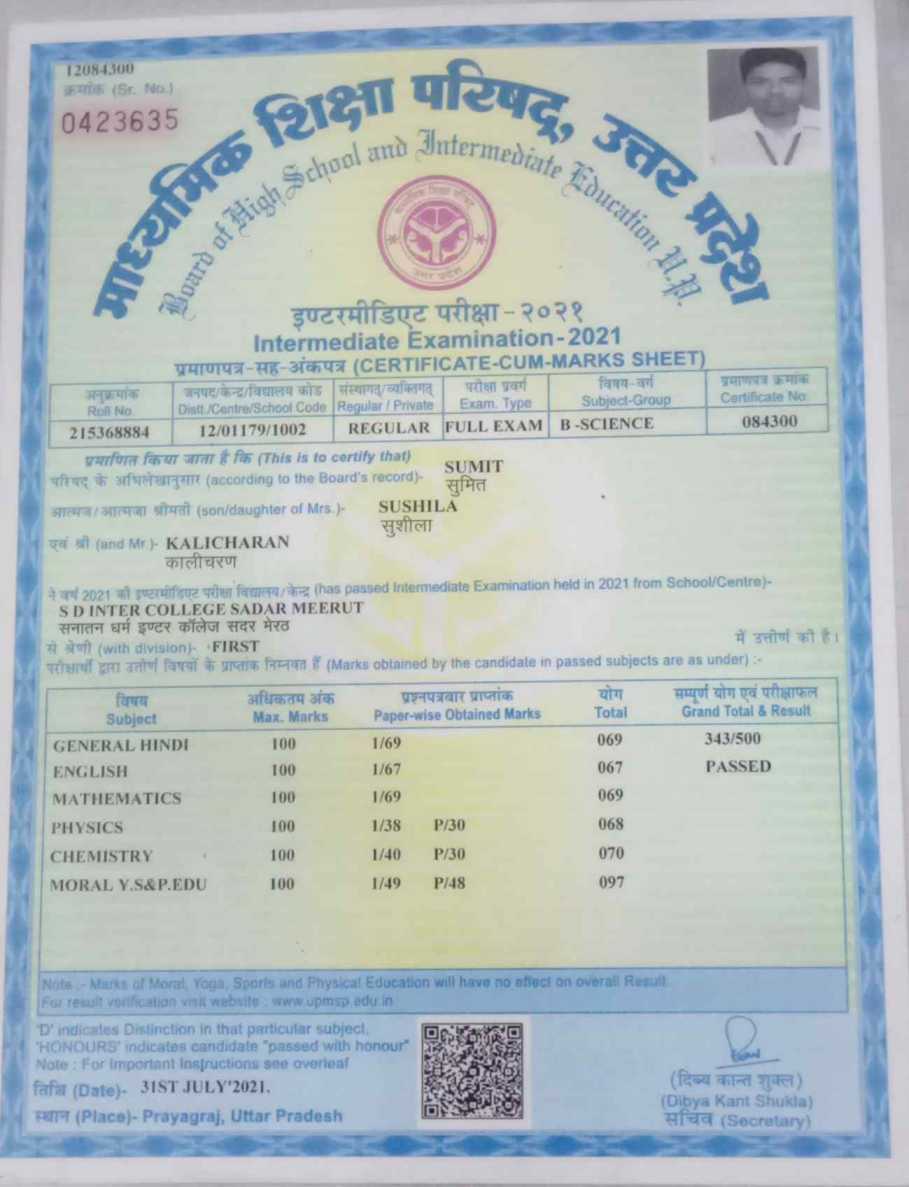 12084300
क्रमांक (Sr. No.)
0423635
माध्यमिक शिक्षा परिषद्, उत्तर प्रदेश
Board of High School and Intermediate Education U.P.
उत्तर प्रदेश
इण्टरमीडिएट परीक्षा - २०२१
Intermediate Examination-2021
प्रमाणपत्र-सह-अंकपत्र (CERTIFICATE-CUM-MARKS SHEET)
अनुक्रमांक जनपद/केन्द्र/विद्यालय कोड संस्थागत/व्यक्तिगत परीक्षा प्रवर्ग विषय-वर्ग प्रमाणपत्र क्रमांक
Roll No. Distt./Centre/School Code Regular / Private Exam. Type Subject-Group Certificate No.
215368884 12/01179/1002 REGULAR FULL EXAM B -SCIENCE 084300
प्रमाणित किया जाता है कि (This is to certify that)
परिषद के अभिलेखानुसार (according to the Board's record)- SUMIT
सुमित
आत्मज/आत्मजा श्रीमती (son/daughter of Mrs.)- SUSHILA
सुशीला
एवं श्री (and Mr.)- KALICHARAN
कालीचरण
ने वर्ष 2021 की इण्टरमीडिएट परीक्षा विद्यालय/केन्द्र (has passed Intermediate Examination held in 2021 from School/Centre)-
S D INTER COLLEGE SADAR MEERUT
सनातन धर्म इण्टर कॉलेज सदर मेरठ
से श्रेणी (with division)- FIRST में उत्तीर्ण की है।
परीक्षार्थी द्वारा उत्तीर्ण विषयों के प्राप्तांक निम्नवत हैं (Marks obtained by the candidate in passed subjects are as under) :-
विषय अधिकतम अंक प्रश्नपत्रवार प्राप्तांक योग सम्पूर्ण योग एवं परीक्षाफल
Subject Max. Marks Paper-wise Obtained Marks Total Grand Total & Result
GENERAL HINDI 100 1/69 069 343/500
ENGLISH 100 1/67 067 PASSED
MATHEMATICS 100 1/69 069
PHYSICS 100 1/38 P/30 068
CHEMISTRY 100 1/40 P/30 070
MORAL Y.S&P.EDU 100 1/49 P/48 097
Note :- Marks of Moral, Yoga, Sports and Physical Education will have no effect on overall Result.
For result verification visit website : www.upmsp.edu.in
'D' indicates Distinction in that particular subject,
'HONOURS' indicates candidate "passed with honour"
Note : For Important Instructions see overleaf
तिथि (Date)- 31ST JULY'2021.
स्थान (Place)- Prayagraj, Uttar Pradesh
(दिब्य कान्त शुक्ल)
(Dibya Kant Shukla)
सचिव (Secretary)